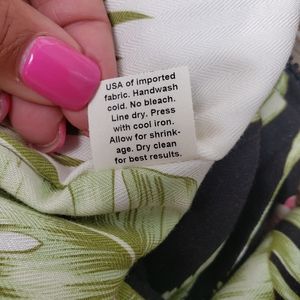 USA of imported
fabric. Handwash
cold. No bleach.
Line dry. Press
with cool iron.
Allow for shrink-
age. Dry clean
for best results.